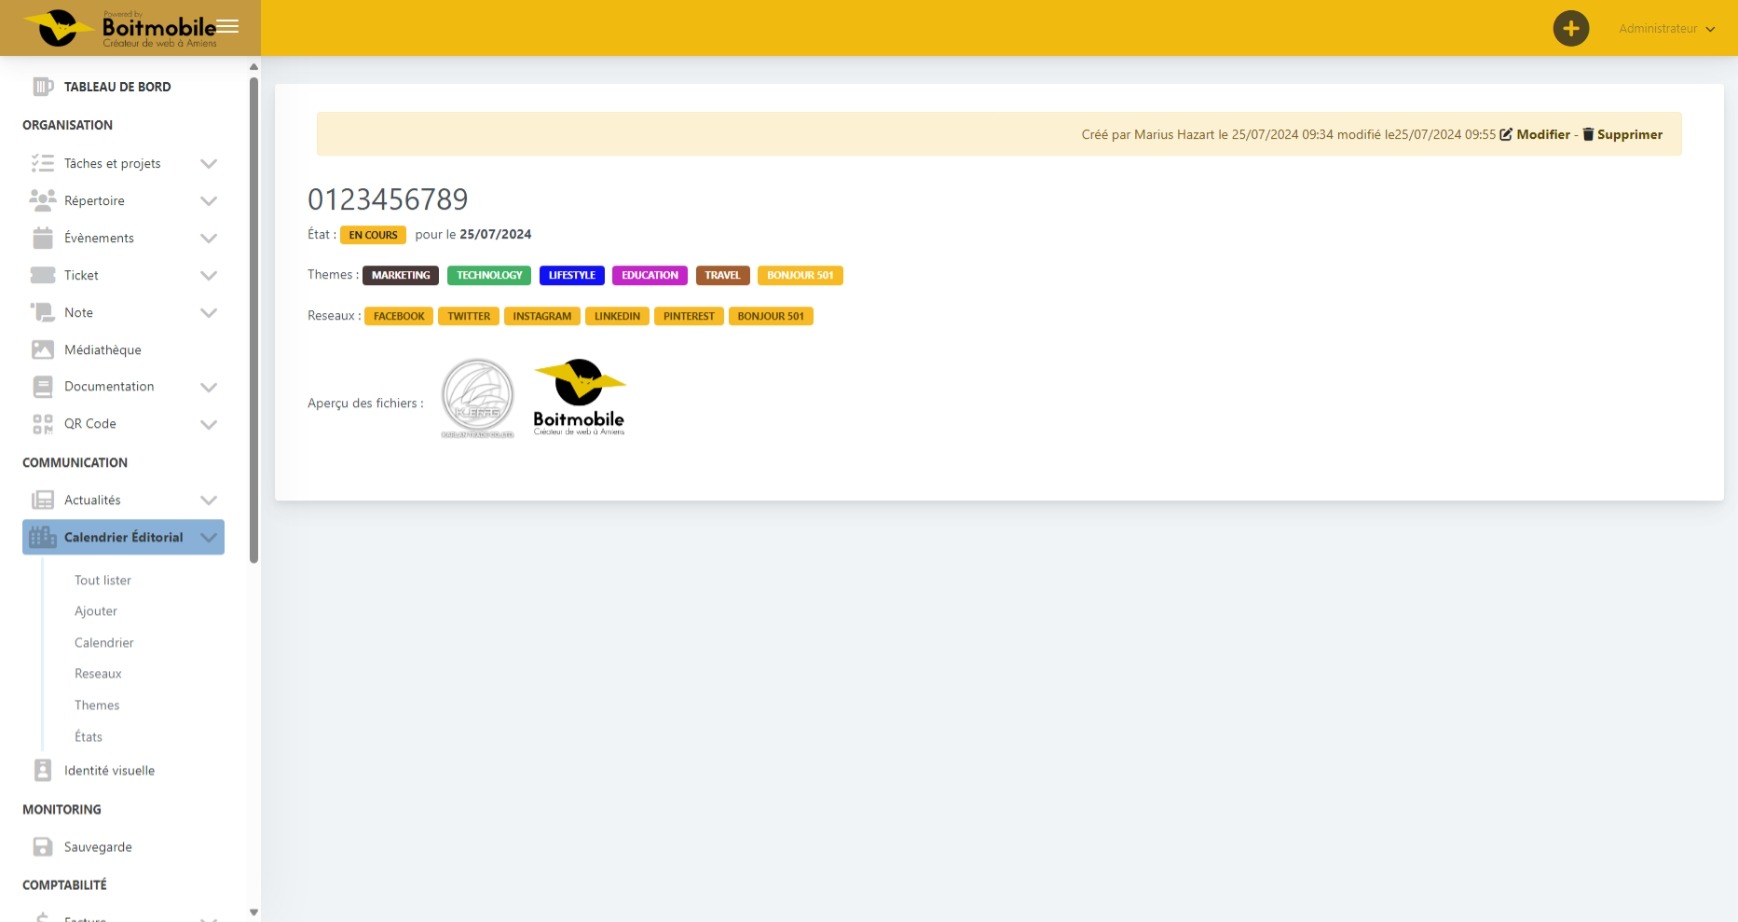 Powered by
Boitmobile
Créateur de web à Amiens
Administrateur
TABLEAU DE BORD
ORGANISATION
Tâches et projets
Répertoire
Évènements
Ticket
Note
Médiathèque
Documentation
QR Code
COMMUNICATION
Actualités
Calendrier Éditorial
Tout lister
Ajouter
Calendrier
Reseaux
Themes
États
Identité visuelle
MONITORING
Sauvegarde
COMPTABILITÉ
Facture
Créé par Marius Hazart le 25/07/2024 09:34 modifié le25/07/2024 09:55 Modifier - Supprimer
0123456789
État : EN COURS pour le 25/07/2024
Themes : MARKETING TECHNOLOGY LIFESTYLE EDUCATION TRAVEL BONJOUR 501
Reseaux : FACEBOOK TWITTER INSTAGRAM LINKEDIN PINTEREST BONJOUR 501
Aperçu des fichiers :
Boitmobile
Créateur de web à Amiens